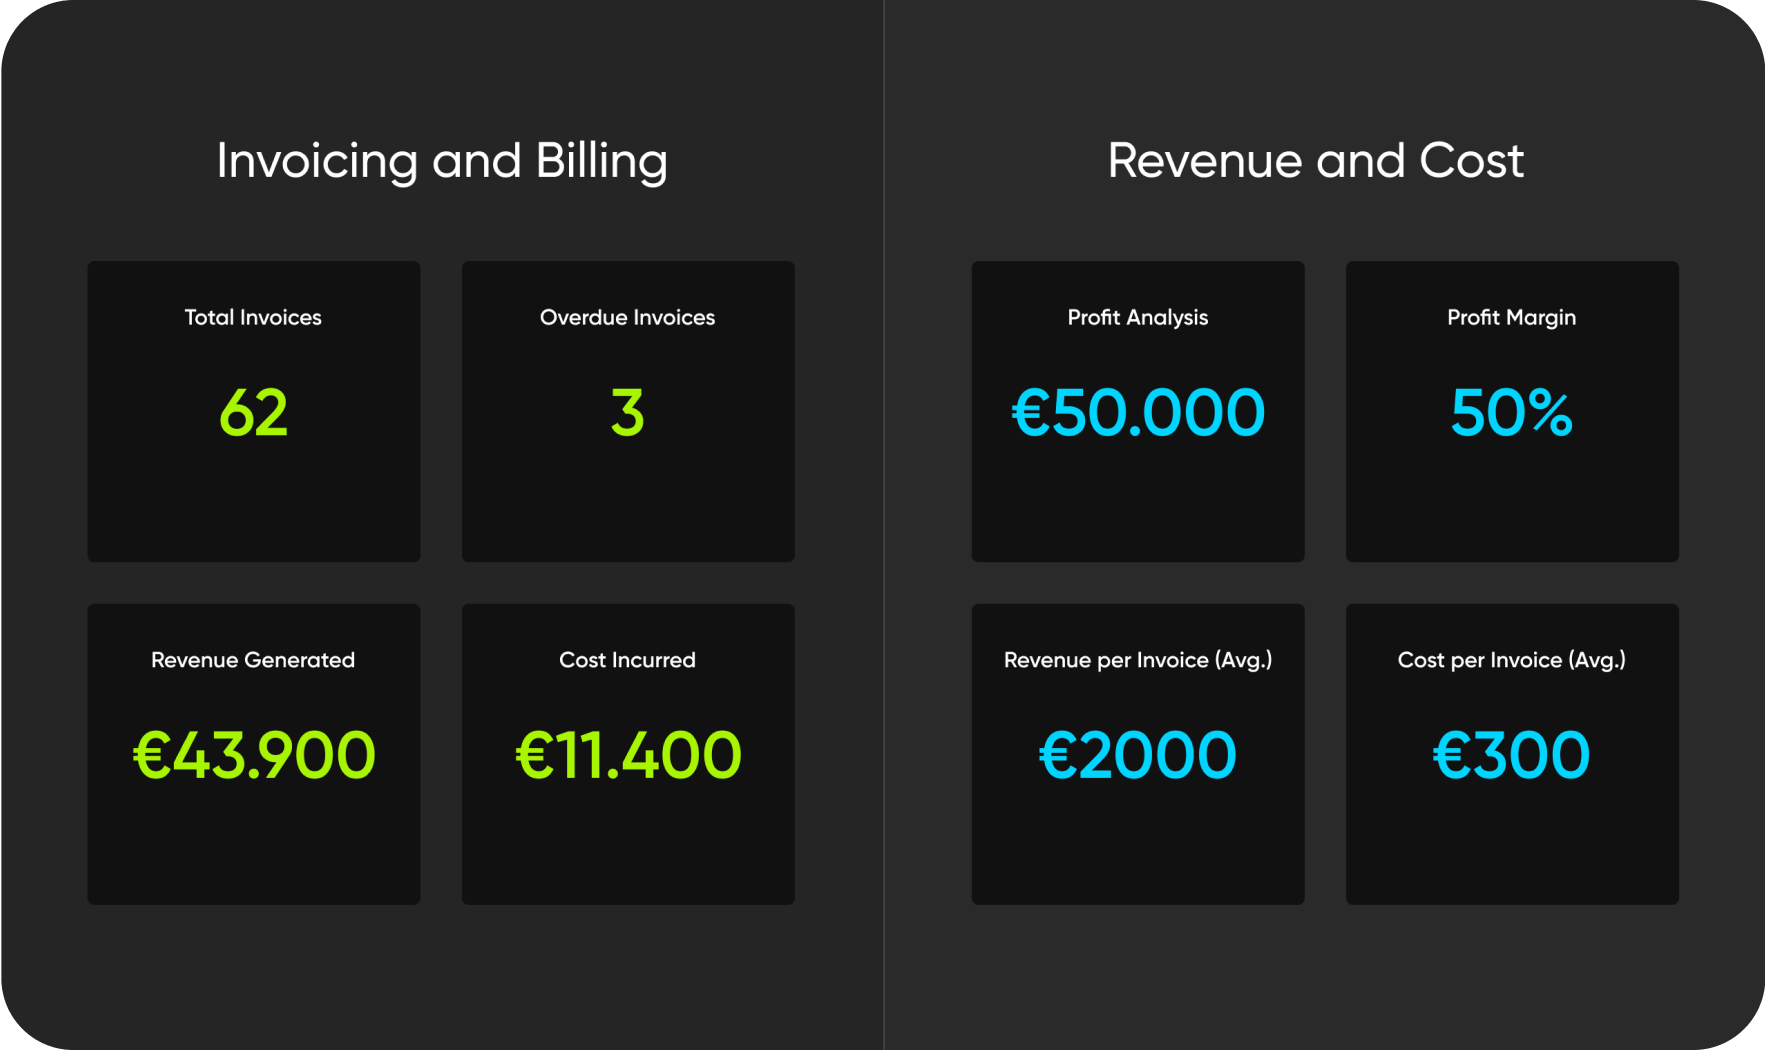 Invoicing and Billing
Total Invoices
62
Overdue Invoices
3
Revenue Generated
€43.900
Cost Incurred
€11.400
Revenue and Cost
Profit Analysis
€50.000
Profit Margin
50%
Revenue per Invoice (Avg.)
€2000
Cost per Invoice (Avg.)
€300